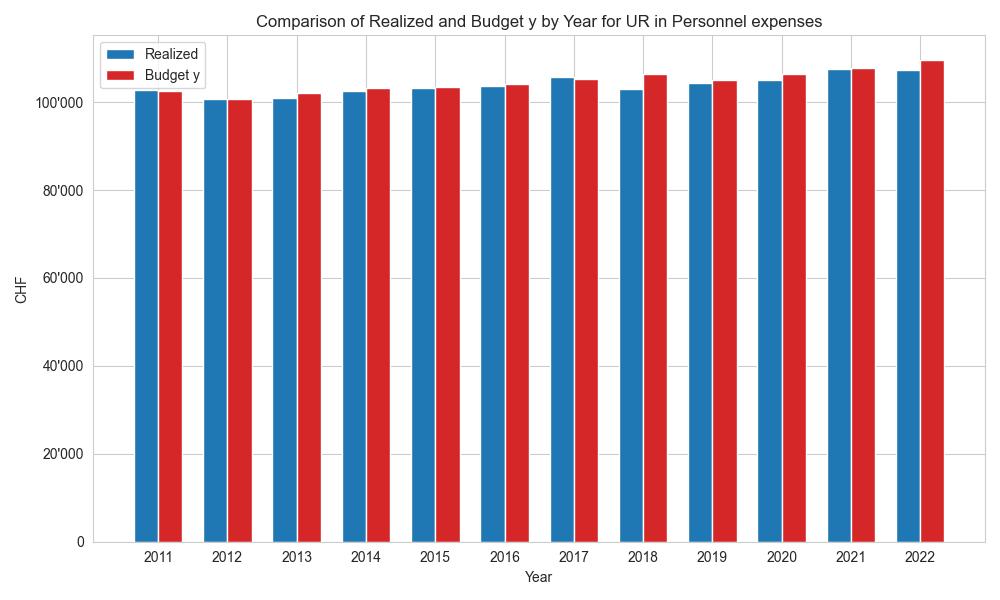 Comparison of Realized and Budget y by Year for UR in Personnel expenses
Realized
Budget y
100'000
80'000
60'000
40'000
20'000
0
CHF
2011 2012 2013 2014 2015 2016 2017 2018 2019 2020 2021 2022
Year